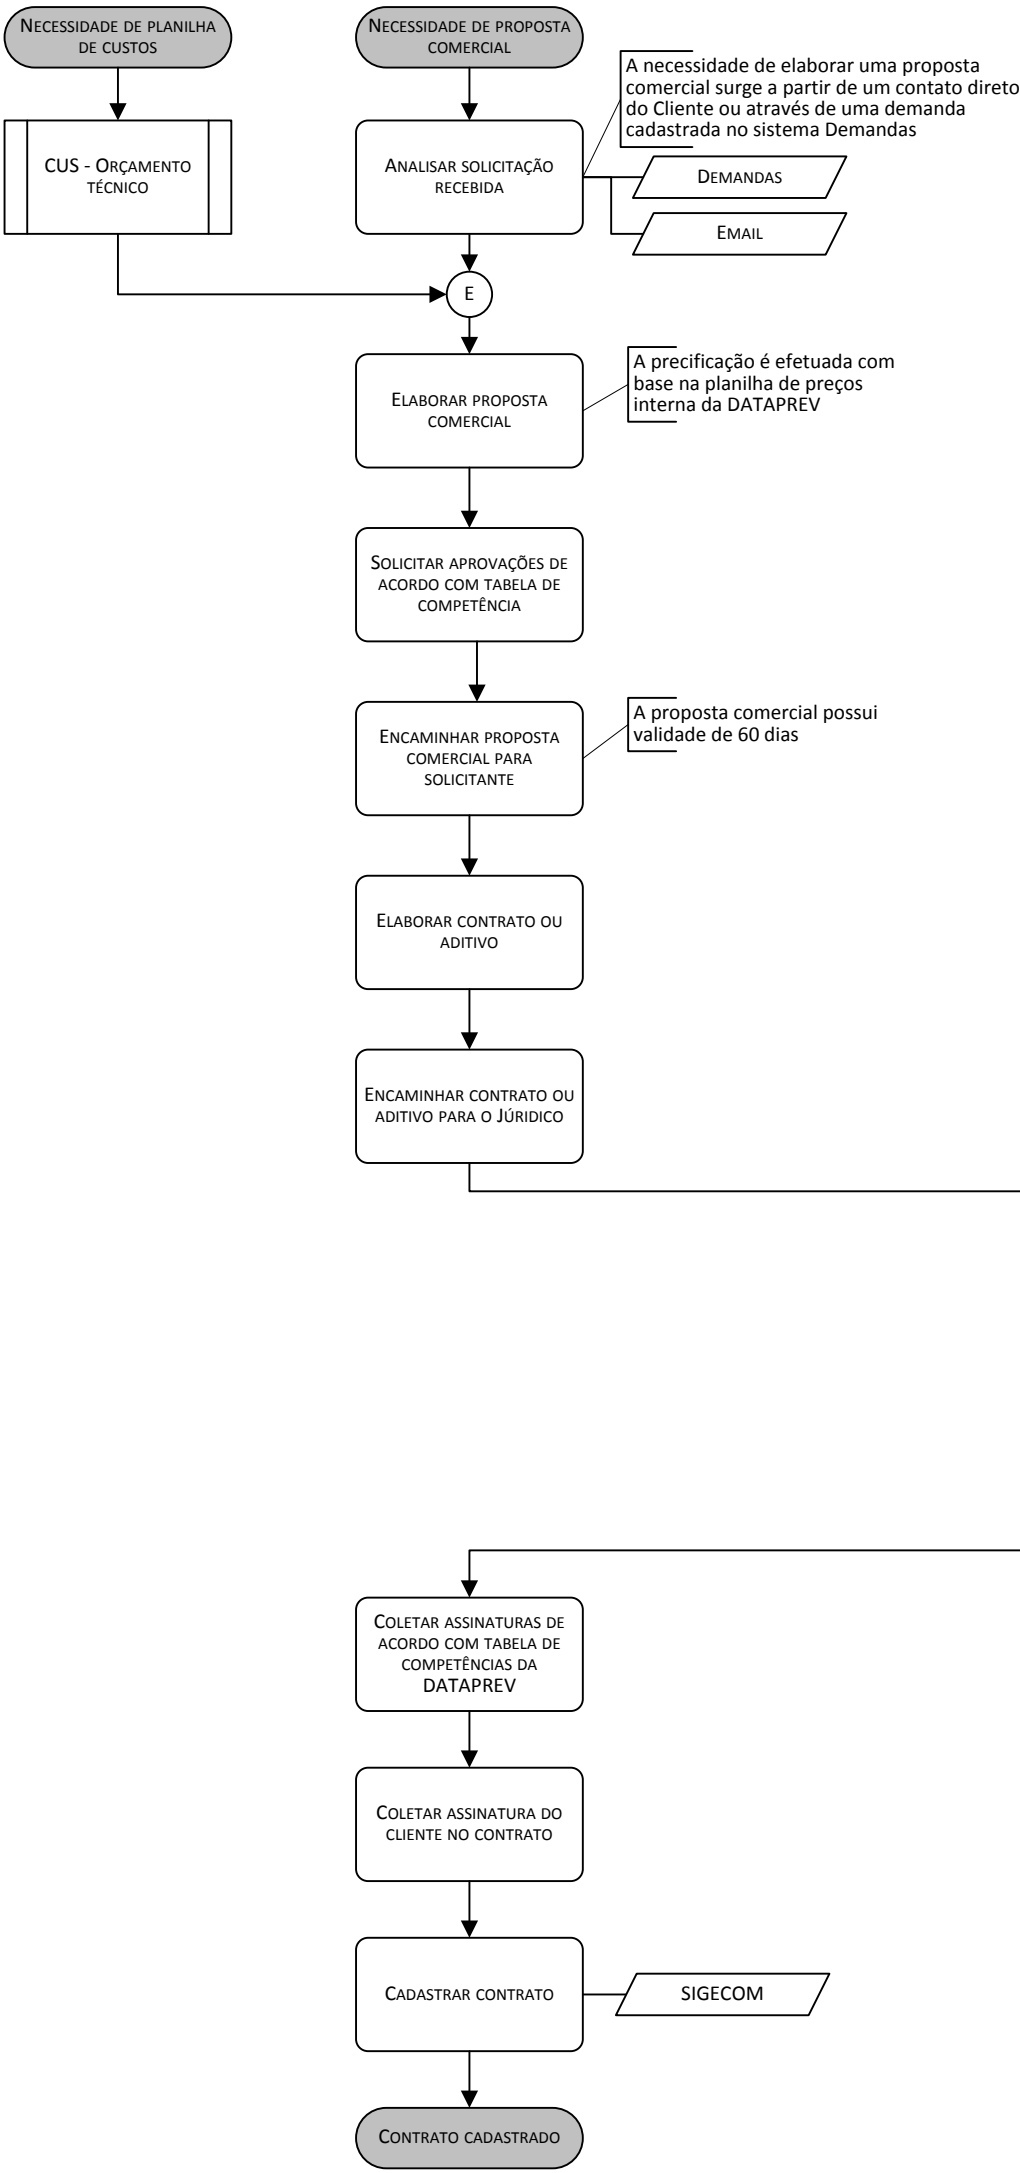 NECESSIDADE DE PLANILHA
DE CUSTOS
NECESSIDADE DE PROPOSTA
COMERCIAL
A necessidade de elaborar uma proposta
comercial surge a partir de um contato direto
do Cliente ou através de uma demanda
cadastrada no sistema Demandas
CUS - ORÇAMENTO
TÉCNICO
ANALISAR SOLICITAÇÃO
RECEBIDA
DEMANDAS
EMAIL
E
ELABORAR PROPOSTA
COMERCIAL
A precificação é efetuada com
base na planilha de preços
interna da DATAPREV
SOLICITAR APROVAÇÕES DE
ACORDO COM TABELA DE
COMPETÊNCIA
ENCAMINHAR PROPOSTA
COMERCIAL PARA
SOLICITANTE
A proposta comercial possui
validade de 60 dias
ELABORAR CONTRATO OU
ADITIVO
ENCAMINHAR CONTRATO OU
ADITIVO PARA O JÚRIDICO
COLETAR ASSINATURAS DE
ACORDO COM TABELA DE
COMPETÊNCIAS DA
DATAPREV
COLETAR ASSINATURA DO
CLIENTE NO CONTRATO
CADASTRAR CONTRATO
SIGECOM
CONTRATO CADASTRADO